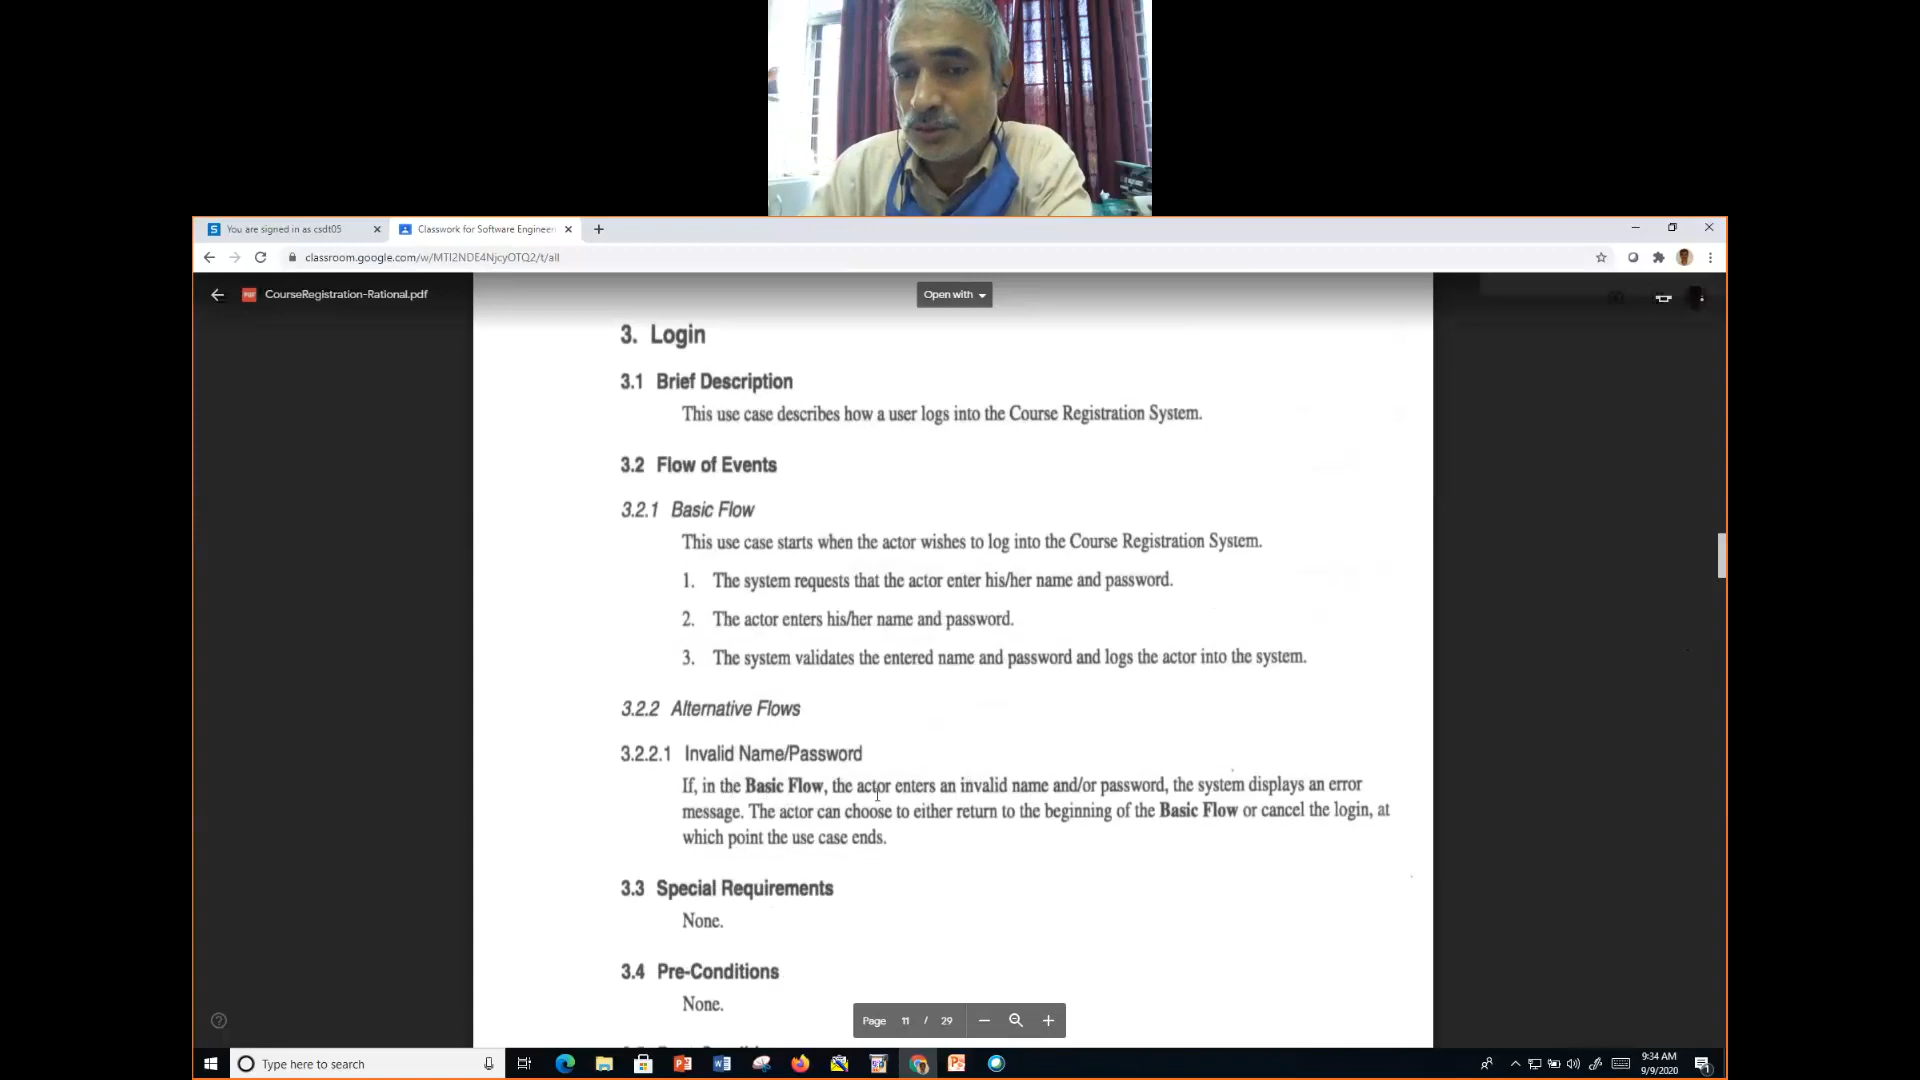 You are signed in as csdt05
Classwork for Software Engineer
classroom.google.com/w/MTI2NDE4NjcyOTQ2/t/all
CourseRegistration-Rational.pdf
Open with
3. Login
3.1 Brief Description
This use case describes how a user logs into the Course Registration System.
3.2 Flow of Events
3.2.1 Basic Flow
This use case starts when the actor wishes to log into the Course Registration System.
1. The system requests that the actor enter his/her name and password.
2. The actor enters his/her name and password.
3. The system validates the entered name and password and logs the actor into the system.
3.2.2 Alternative Flows
3.2.2.1 Invalid Name/Password
If, in the Basic Flow, the actor enters an invalid name and/or password, the system displays an error
message. The actor can choose to either return to the beginning of the Basic Flow or cancel the login, at
which point the use case ends.
3.3 Special Requirements
None.
3.4 Pre-Conditions
None.
Page 11 / 29
Type here to search
9:34 AM
9/9/2020